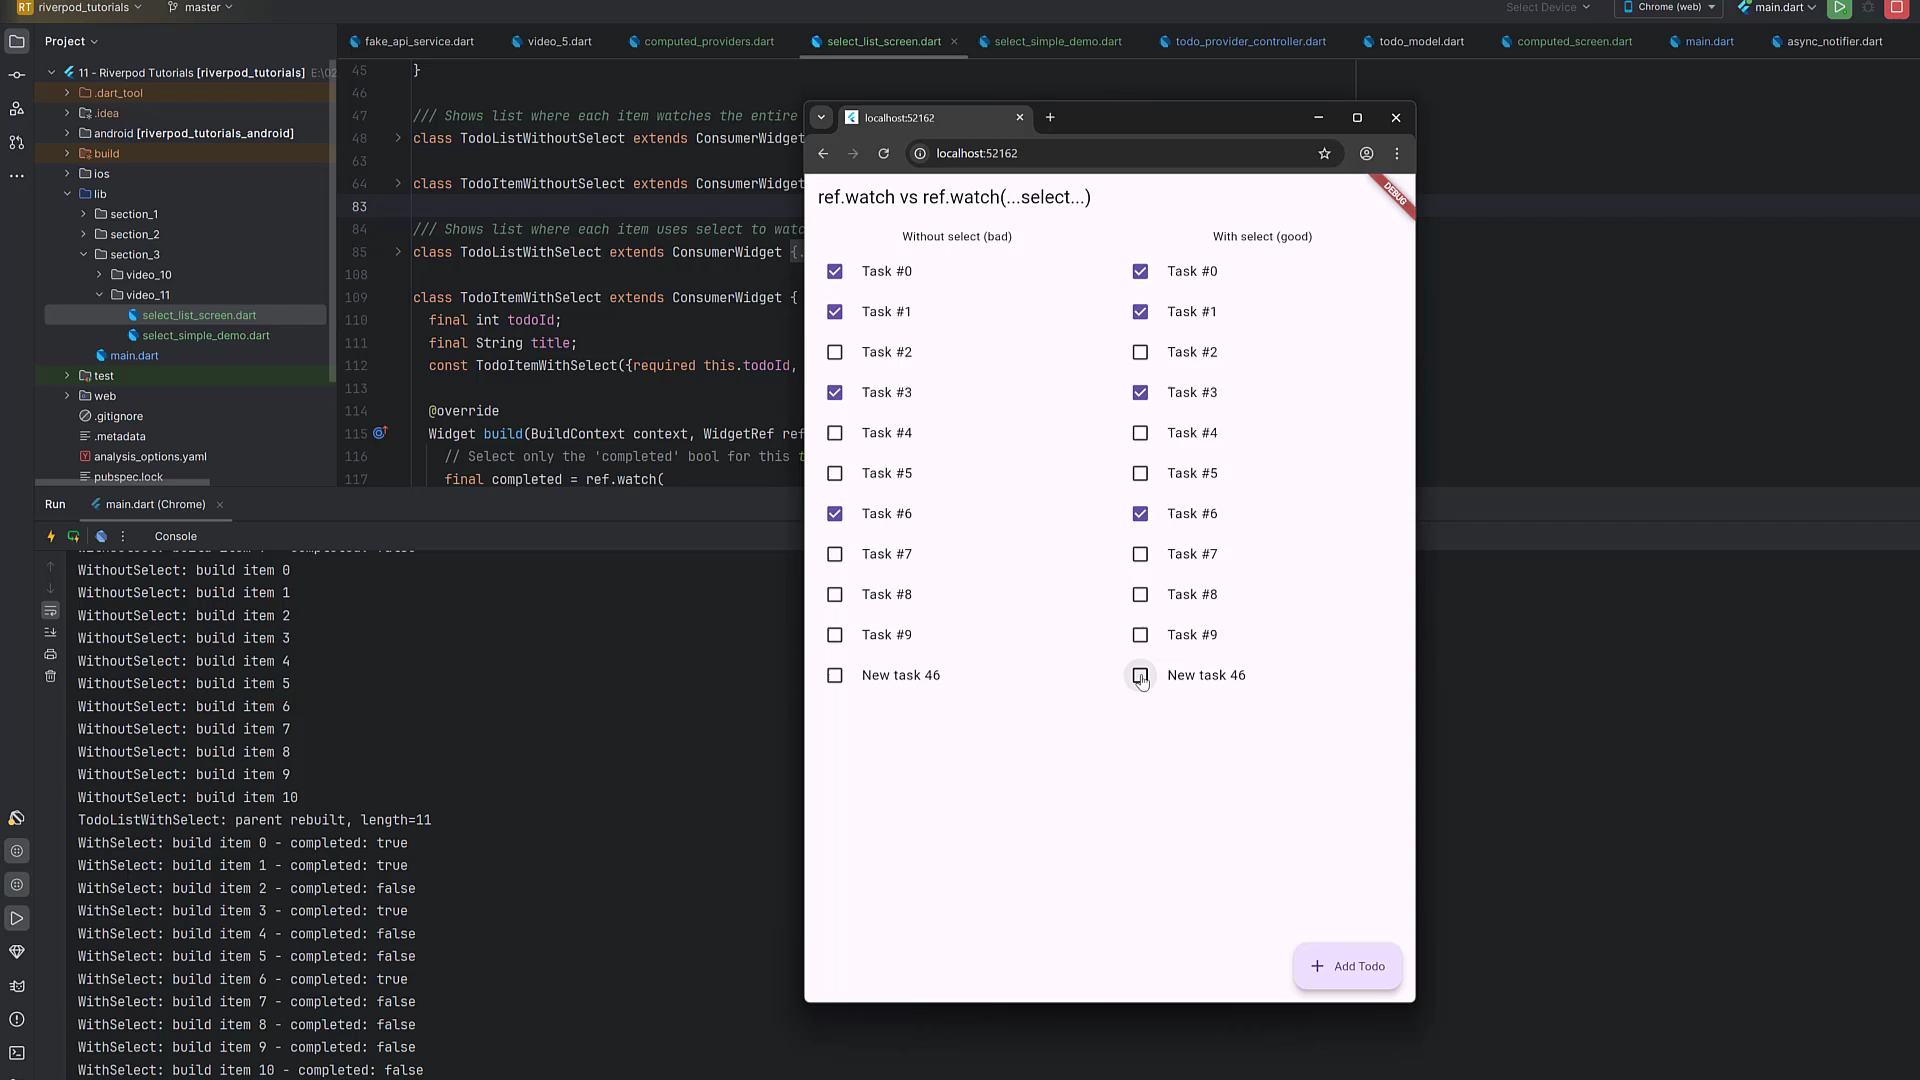 RT riverpod_tutorials
master
Select Device
Chrome (web)
main.dart
Project
fake_api_service.dart
video_5.dart
computed_providers.dart
select_list_screen.dart
select_simple_demo.dart
todo_provider_controller.dart
todo_model.dart
computed_screen.dart
main.dart
async_notifier.dart
11 - Riverpod Tutorials [riverpod_tutorials] E:\02
.dart_tool
.idea
android [riverpod_tutorials_android]
build
ios
lib
section_1
section_2
section_3
video_10
video_11
select_list_screen.dart
select_simple_demo.dart
main.dart
test
web
.gitignore
.metadata
analysis_options.yaml
pubspec.lock
45 }
46
47 /// Shows list where each item watches the entire
48 class TodoListWithoutSelect extends ConsumerWidget
63
64 class TodoItemWithoutSelect extends ConsumerWidget
83
84 /// Shows list where each item uses select to wat
85 class TodoListWithSelect extends ConsumerWidget {.
108
109 class TodoItemWithSelect extends ConsumerWidget {
110 final int todoId;
111 final String title;
112 const TodoItemWithSelect({required this.todoId,
113
114 @override
115 Widget build(BuildContext context, WidgetRef ref
116 // Select only the 'completed' bool for this t
117 final completed = ref.watch(
localhost:52162
localhost:52162
DEBUG
ref.watch vs ref.watch(...select...)
Without select (bad)
With select (good)
Task #0
Task #0
Task #1
Task #1
Task #2
Task #2
Task #3
Task #3
Task #4
Task #4
Task #5
Task #5
Task #6
Task #6
Task #7
Task #7
Task #8
Task #8
Task #9
Task #9
New task 46
New task 46
+ Add Todo
Run
main.dart (Chrome)
Console
WithoutSelect: build item 0
WithoutSelect: build item 1
WithoutSelect: build item 2
WithoutSelect: build item 3
WithoutSelect: build item 4
WithoutSelect: build item 5
WithoutSelect: build item 6
WithoutSelect: build item 7
WithoutSelect: build item 8
WithoutSelect: build item 9
WithoutSelect: build item 10
TodoListWithSelect: parent rebuilt, length=11
WithSelect: build item 0 - completed: true
WithSelect: build item 1 - completed: true
WithSelect: build item 2 - completed: false
WithSelect: build item 3 - completed: true
WithSelect: build item 4 - completed: false
WithSelect: build item 5 - completed: false
WithSelect: build item 6 - completed: true
WithSelect: build item 7 - completed: false
WithSelect: build item 8 - completed: false
WithSelect: build item 9 - completed: false
WithSelect: build item 10 - completed: false